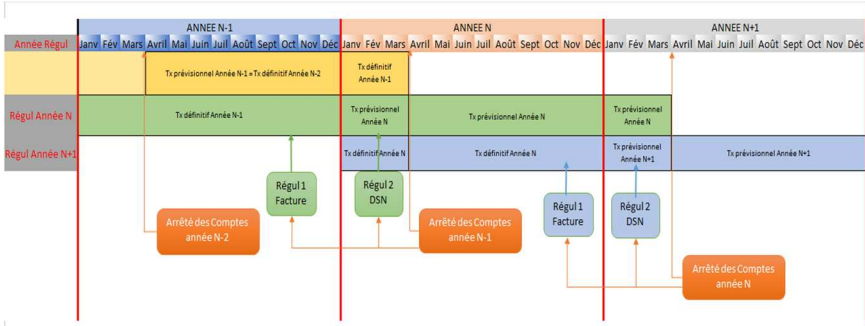 ANNEE N-1 ANNEE N ANNEE N+1
Année Régul Janv Fév Mars Avril Mai Juin Juil Août Sept Oct Nov Déc Janv Fév Mars Avril Mai Juin Juil Août Sept Oct Nov Déc Janv Fév Mars Avril Mai Juin Juil Août Sept Oct Nov Déc
Tx prévisionnel Année N-1 = Tx définitif Année N-2
Tx définitif
Année N-1
Régul Année N
Tx définitif Année N-1
Tx prévisionnel
Année N
Tx prévisionnel Année N
Tx prévisionnel
Année N
Régul Année N+1
Tx définitif Année N
Tx définitif Année N
Tx prévisionnel
Année N+1
Tx prévisionnel Année N+1
Régul 1
Facture
Régul 2
DSN
Régul 1
Facture
Régul 2
DSN
Arrêté des Comptes
année N-2
Arrêté des Comptes
année N-1
Arrêté des Comptes
année N